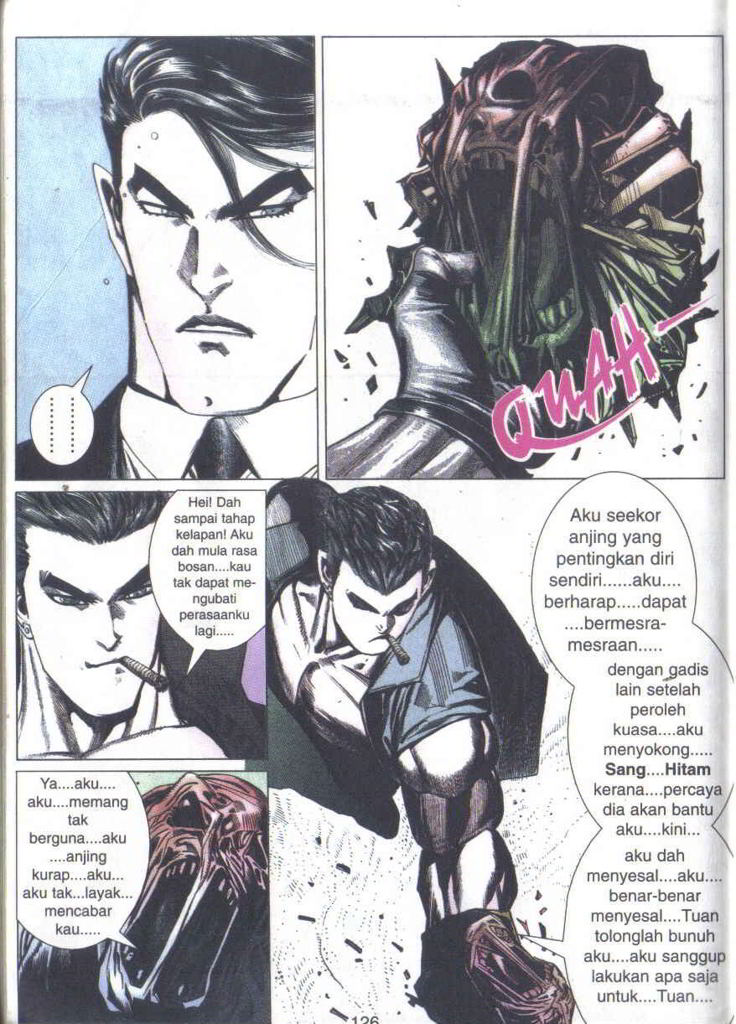 ............
QUAH—
Hei! Dah
sampai tahap
kelapan! Aku
dah mula rasa
bosan....kau
tak dapat me-
ngubati
perasaanku
lagi.....
Aku seekor
anjing yang
pentingkan diri
sendiri......aku....
berharap.....dapat
....bermesra-
mesraan.....
dengan gadis
lain setelah
peroleh
kuasa....aku
menyokong.....
Sang....Hitam
kerana....percaya
dia akan bantu
aku....kini...
aku dah
menyesal....aku....
benar-benar
menyesal....Tuan
tolonglah bunuh
aku....aku sanggup
lakukan apa saja
untuk....Tuan....
Ya....aku....
aku....memang
tak
berguna....aku
....anjing
kurap....aku...
aku tak...layak...
mencabar
kau.....
126